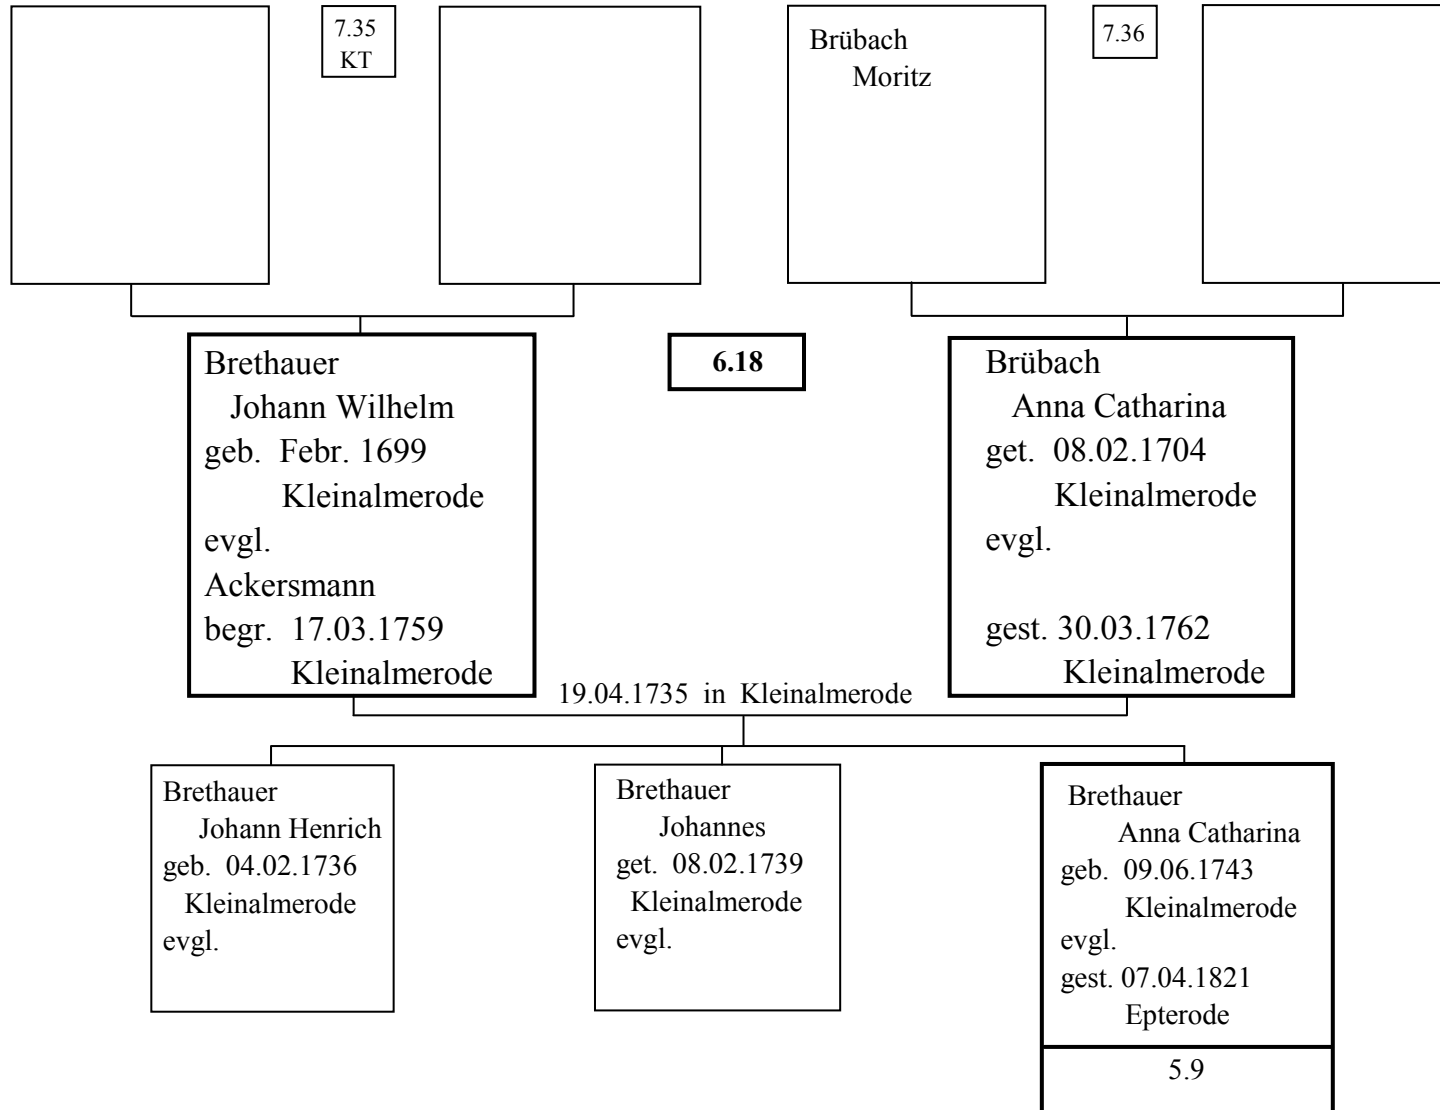 7.35
KT
Brübach
Moritz
7.36
Brethauer
Johann Wilhelm
geb. Febr. 1699
Kleinalmerode
evgl.
Ackersmann
begr. 17.03.1759
Kleinalmerode
6.18
Brübach
Anna Catharina
get. 08.02.1704
Kleinalmerode
evgl.
gest. 30.03.1762
Kleinalmerode
19.04.1735 in Kleinalmerode
Brethauer
Johann Henrich
geb. 04.02.1736
Kleinalmerode
evgl.
Brethauer
Johannes
get. 08.02.1739
Kleinalmerode
evgl.
Brethauer
Anna Catharina
geb. 09.06.1743
Kleinalmerode
evgl.
gest. 07.04.1821
Epterode
5.9